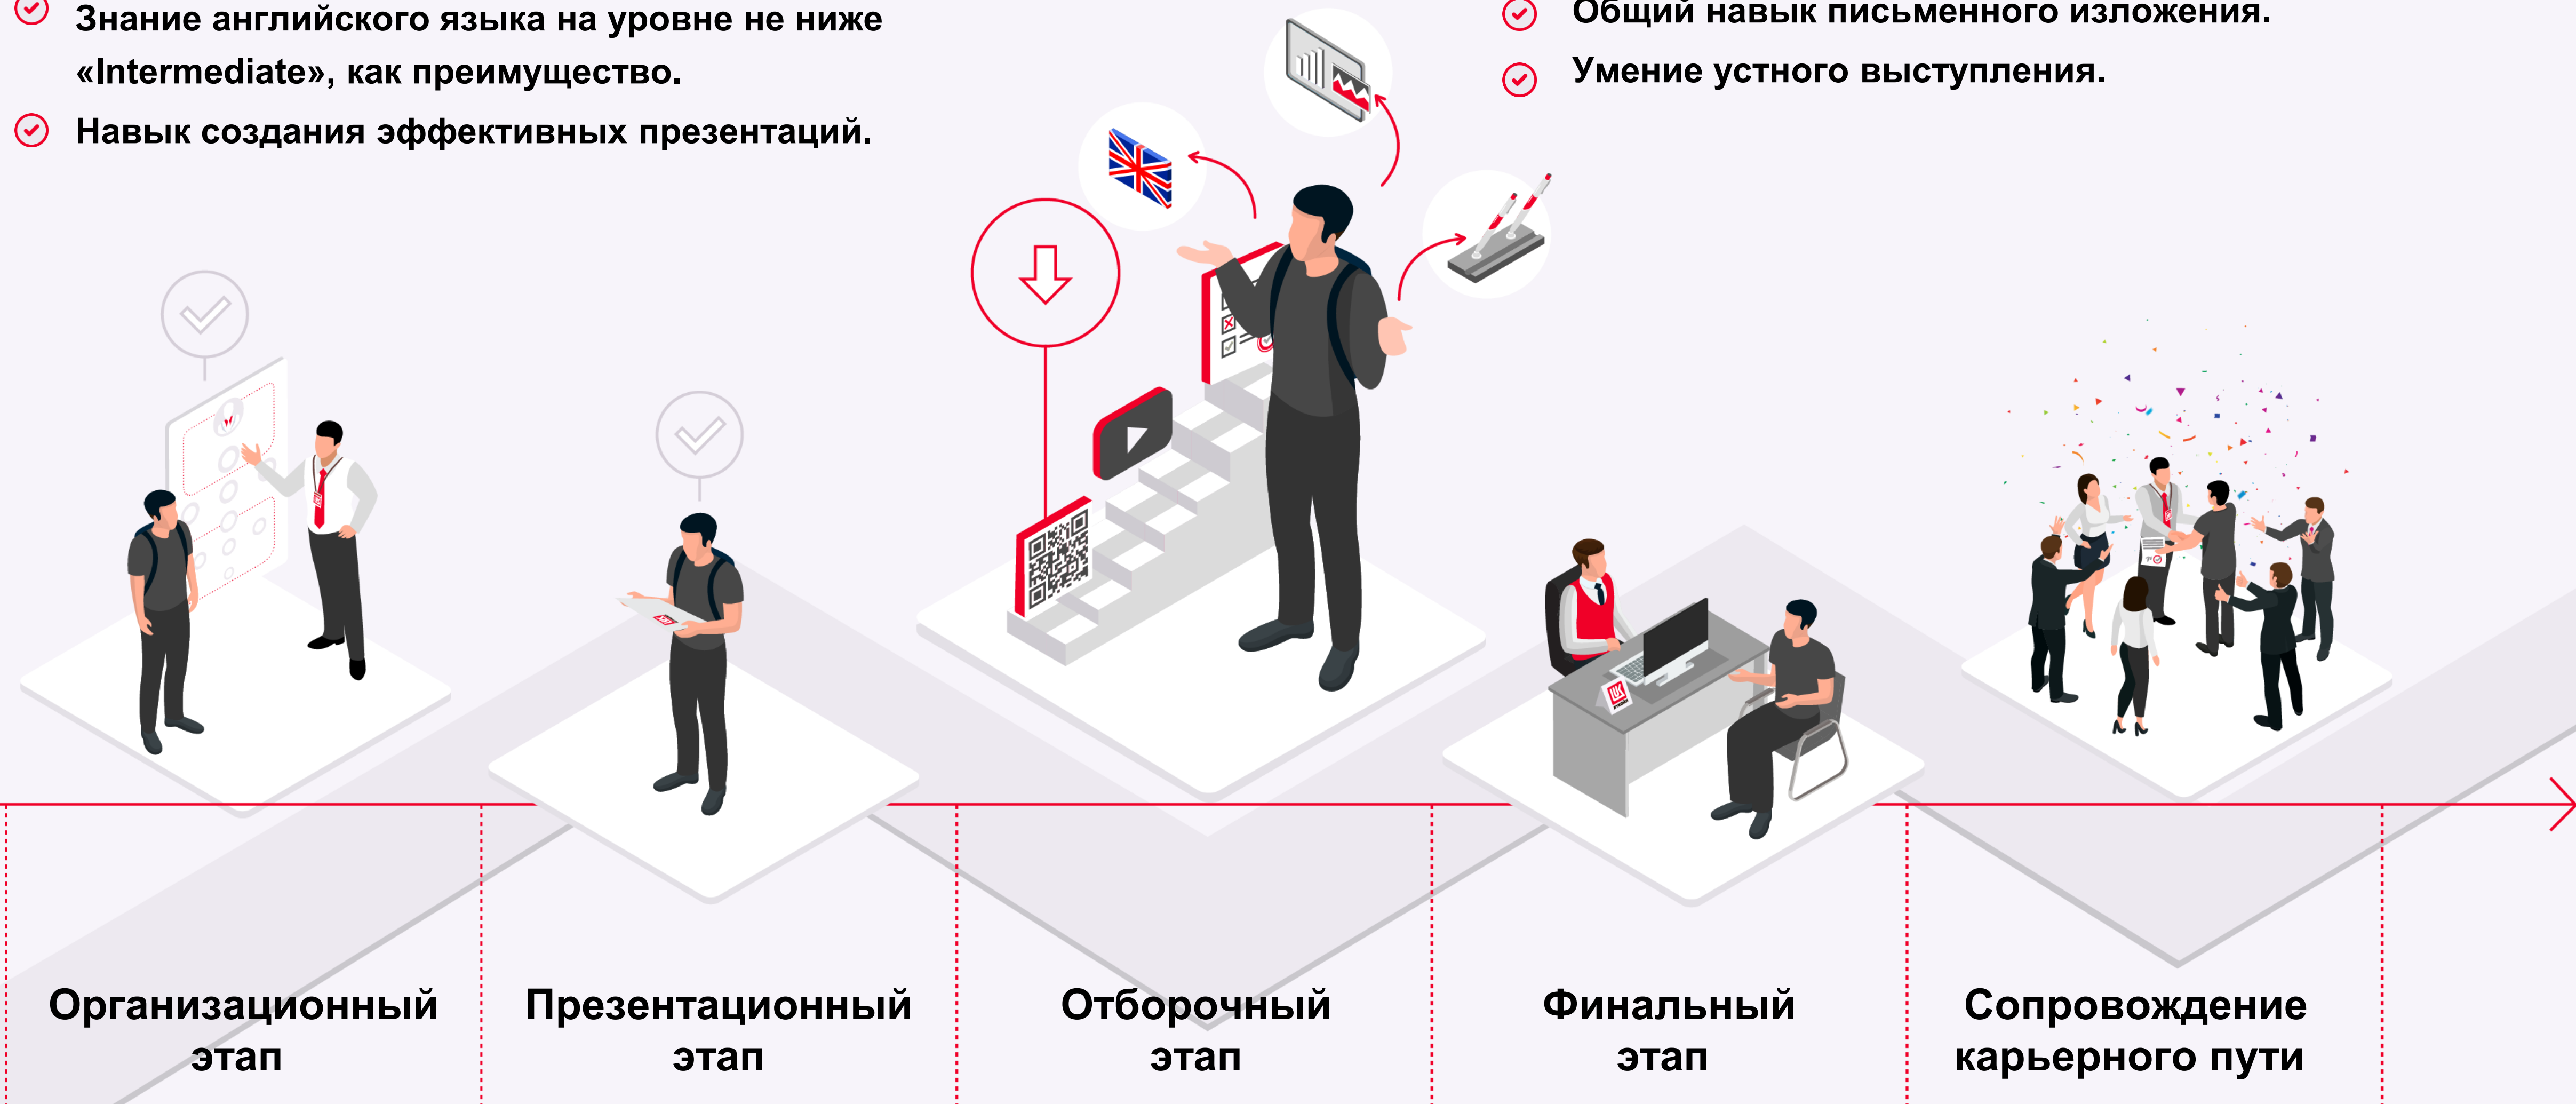 Знание английского языка на уровне не ниже
«Intermediate», как преимущество.
Навык создания эффективных презентаций.
Общий навык письменного изложения.
Умение устного выступления.
LUK
Организационный
этап
Презентационный
этап
Отборочный
этап
Финальный
этап
Сопровождение
карьерного пути